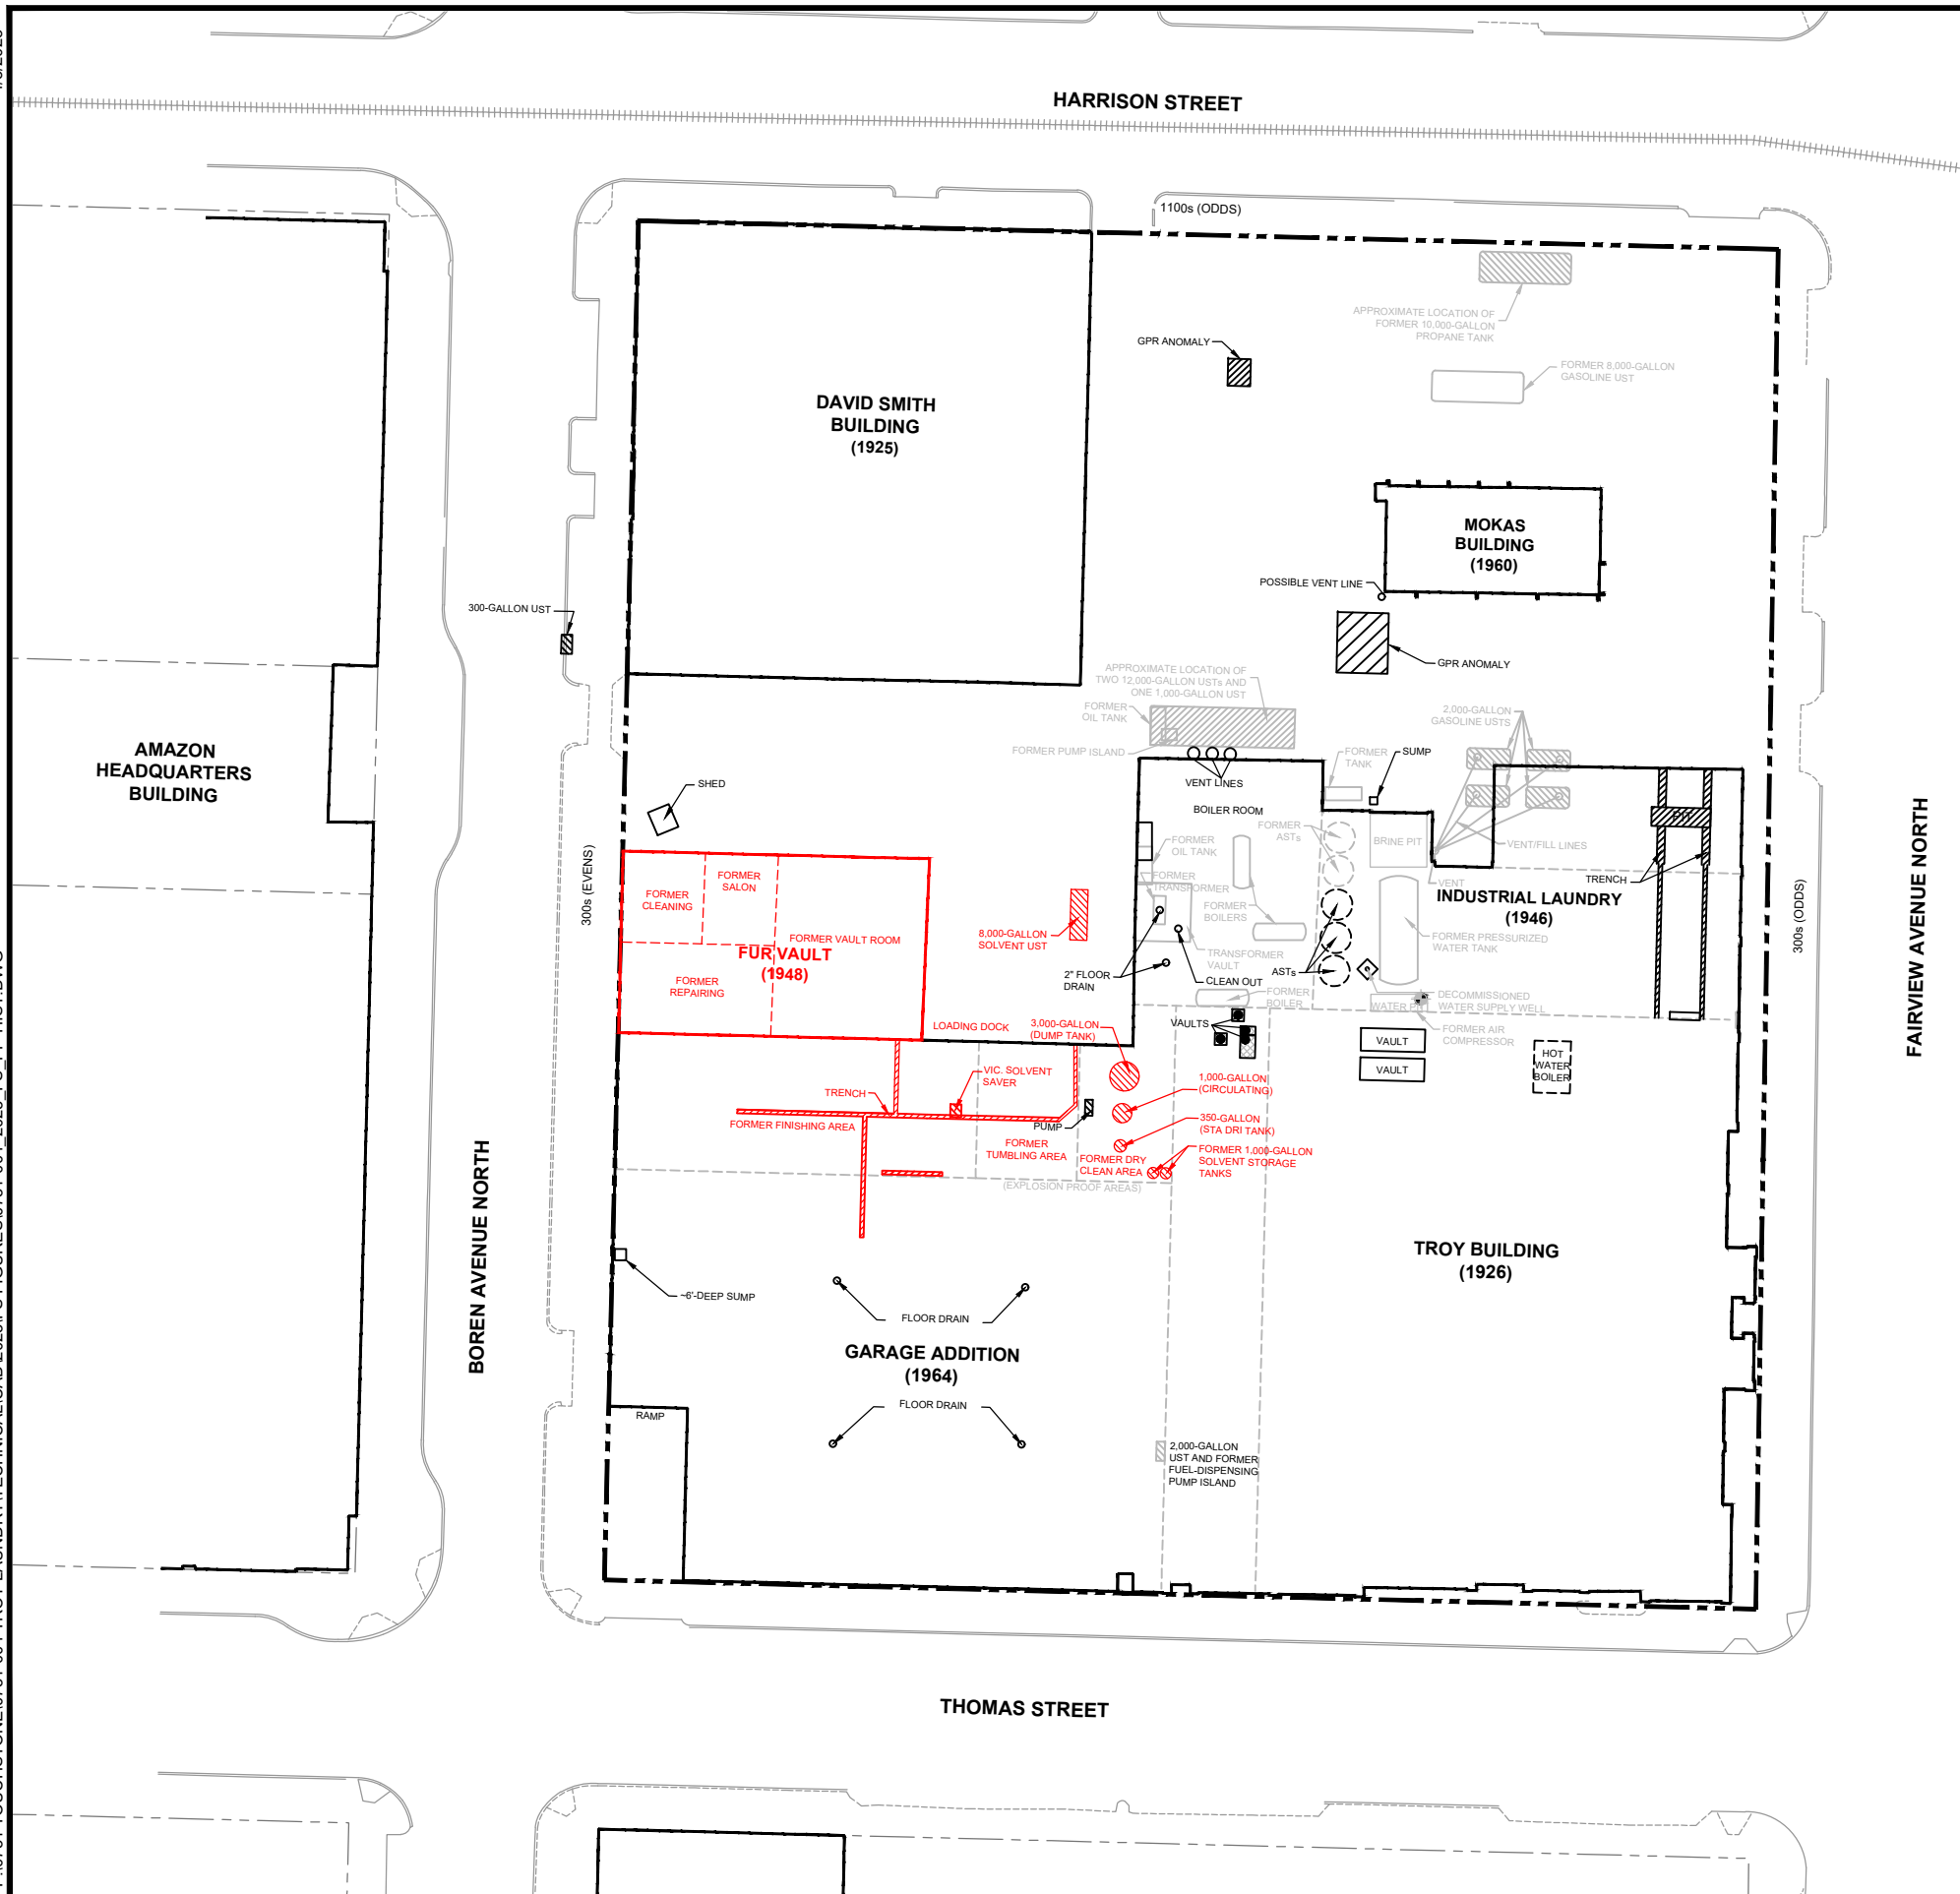 HARRISON STREET
1100s (ODDS)
APPROXIMATE LOCATION OF
FORMER 10,000-GALLON
PROPANE TANK
GPR ANOMALY
FORMER 8,000-GALLON
GASOLINE UST
DAVID SMITH
BUILDING
(1925)
MOKAS
BUILDING
(1960)
POSSIBLE VENT LINE
300-GALLON UST
GPR ANOMALY
APPROXIMATE LOCATION OF
TWO 12,000-GALLON USTs AND
ONE 1,000-GALLON UST
FORMER
OIL TANK
FORMER PUMP ISLAND
2,000-GALLON
GASOLINE USTS
FORMER
TANK
SUMP
AMAZON
HEADQUARTERS
BUILDING
SHED
VENT LINES
BOILER ROOM
FORMER
ASTs
BRINE PIT
PIT
VENT/FILL LINES
FORMER
OIL TANK
FORMER
TRANSFORMER
VENT
TRENCH
INDUSTRIAL LAUNDRY
(1946)
300s (EVENS)
300s (ODDS)
FAIRVIEW AVENUE NORTH
FORMER
CLEANING
FORMER
SALON
FORMER VAULT ROOM
FUR VAULT
(1948)
FORMER
REPAIRING
8,000-GALLON
SOLVENT UST
FORMER
BOILERS
FORMER PRESSURIZED
WATER TANK
TRANSFORMER
VAULT
2" FLOOR
DRAIN
CLEAN OUT
ASTs
FORMER
BOILER
WATER PIT
DECOMMISSIONED
WATER SUPPLY WELL
FORMER AIR
COMPRESSOR
LOADING DOCK
3,000-GALLON
(DUMP TANK)
VAULTS
VAULT
VAULT
HOT
WATER
BOILER
VIC. SOLVENT
SAVER
1,000-GALLON
(CIRCULATING)
TRENCH
FORMER FINISHING AREA
PUMP
350-GALLON
(STA DRI TANK)
FORMER
TUMBLING AREA
FORMER DRY
CLEAN AREA
FORMER 1,000-GALLON
SOLVENT STORAGE
TANKS
(EXPLOSION PROOF AREAS)
BOREN AVENUE NORTH
TROY BUILDING
(1926)
~6'-DEEP SUMP
FLOOR DRAIN
GARAGE ADDITION
(1964)
FLOOR DRAIN
RAMP
2,000-GALLON
UST AND FORMER
FUEL-DISPENSING
PUMP ISLAND
THOMAS STREET